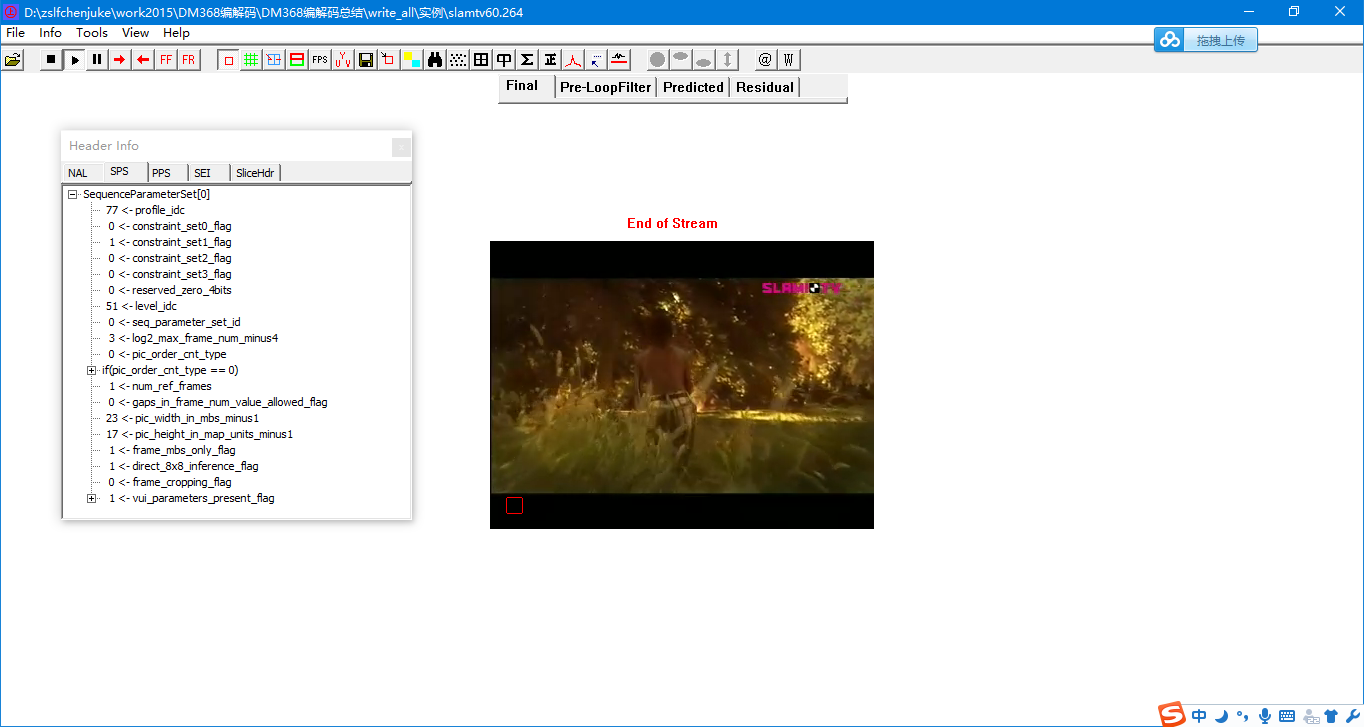 D:\zslfchenjuke\work2015\DM368编解码\DM368编解码总结\write_all\实例\slamtv60.264
File Info Tools View Help
拖拽上传
FF FR FPS 中 Σ 正 @ W
Final Pre-LoopFilter Predicted Residual
Header Info
NAL SPS PPS SEI SliceHdr
SequenceParameterSet[0]
77 <- profile_idc
0 <- constraint_set0_flag
1 <- constraint_set1_flag
0 <- constraint_set2_flag
0 <- constraint_set3_flag
0 <- reserved_zero_4bits
51 <- level_idc
0 <- seq_parameter_set_id
3 <- log2_max_frame_num_minus4
0 <- pic_order_cnt_type
if(pic_order_cnt_type == 0)
1 <- num_ref_frames
0 <- gaps_in_frame_num_value_allowed_flag
23 <- pic_width_in_mbs_minus1
17 <- pic_height_in_map_units_minus1
1 <- frame_mbs_only_flag
1 <- direct_8x8_inference_flag
0 <- frame_cropping_flag
1 <- vui_parameters_present_flag
End of Stream
SLAM TV
中